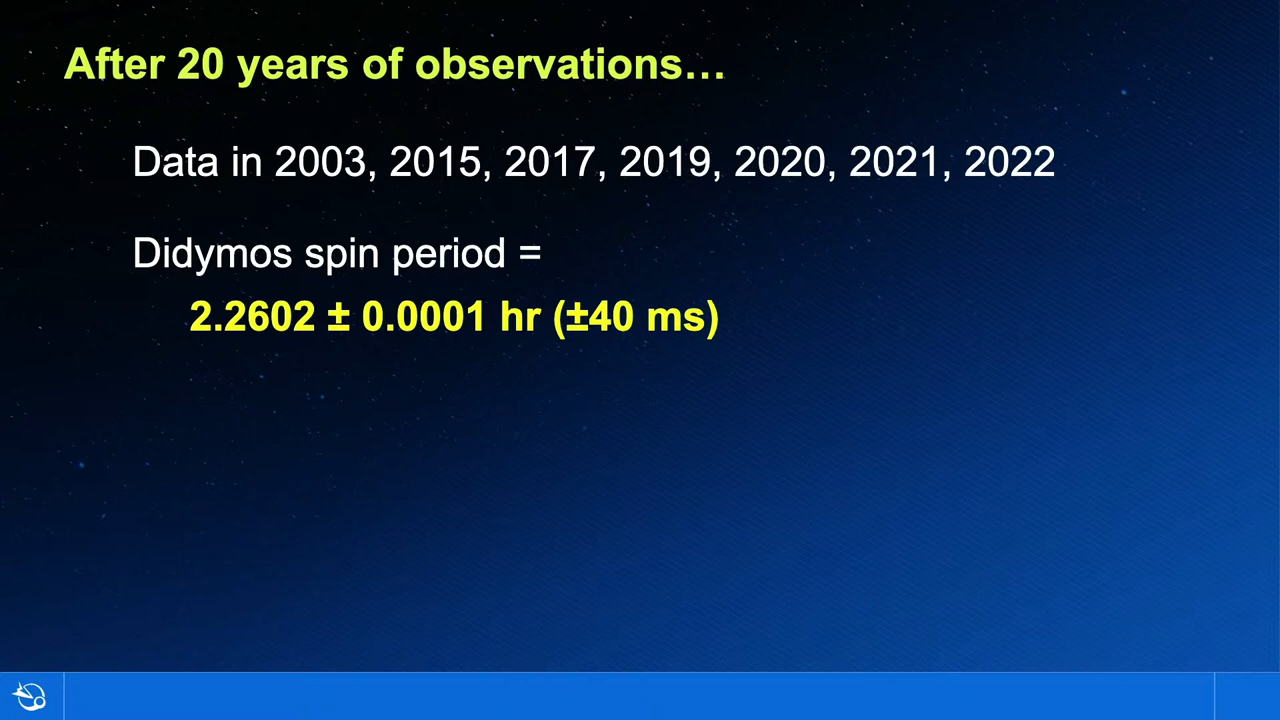 After 20 years of observations…
Data in 2003, 2015, 2017, 2019, 2020, 2021, 2022
Didymos spin period =
2.2602 ± 0.0001 hr (±40 ms)